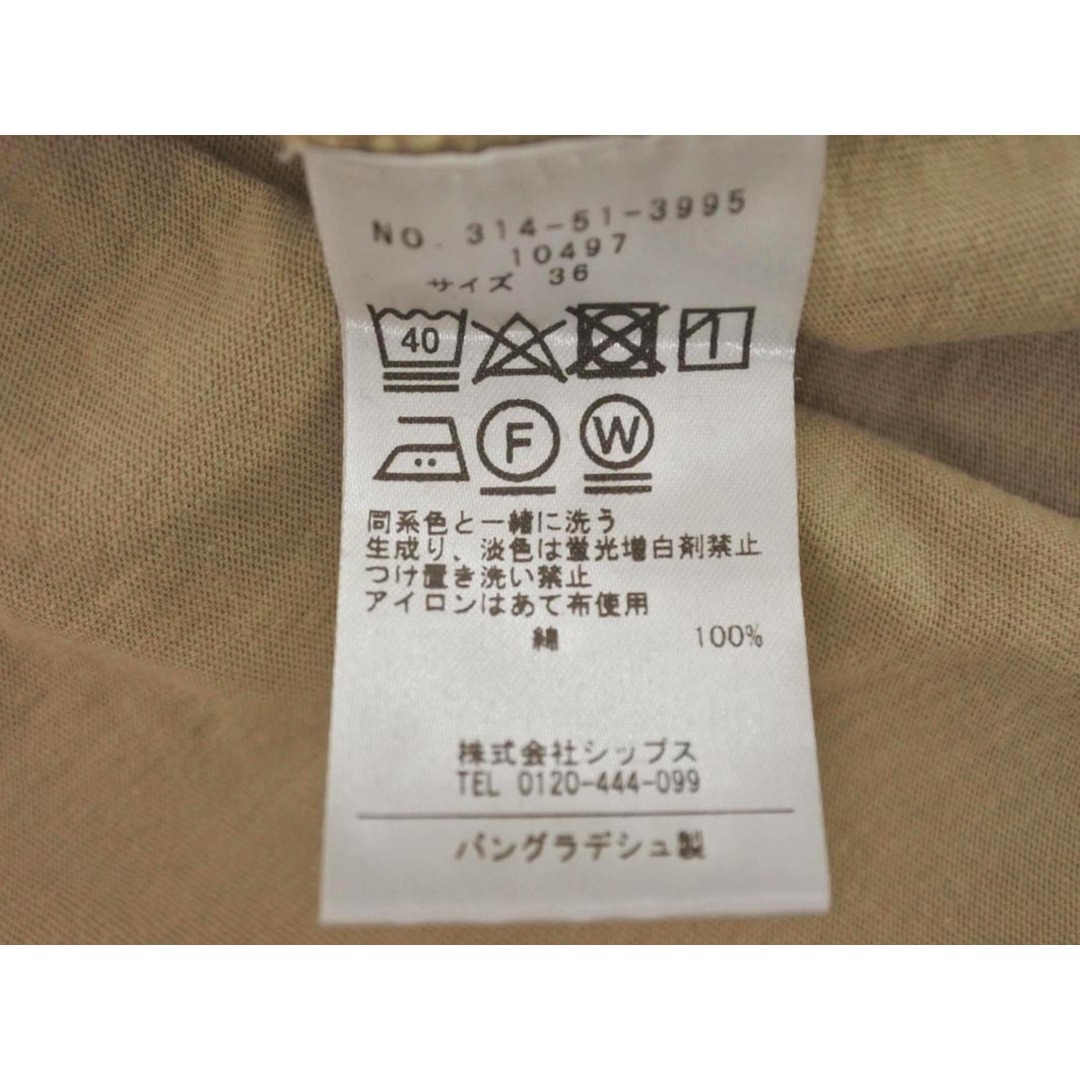 NO. 314-51-3995
10497
サイズ 36
40
F W
同系色と一緒に洗う
生成り、淡色は蛍光増白剤禁止
つけ置き洗い禁止
アイロンはあて布使用
綿 100%
株式会社シップス
TEL 0120-444-099
バングラデシュ製